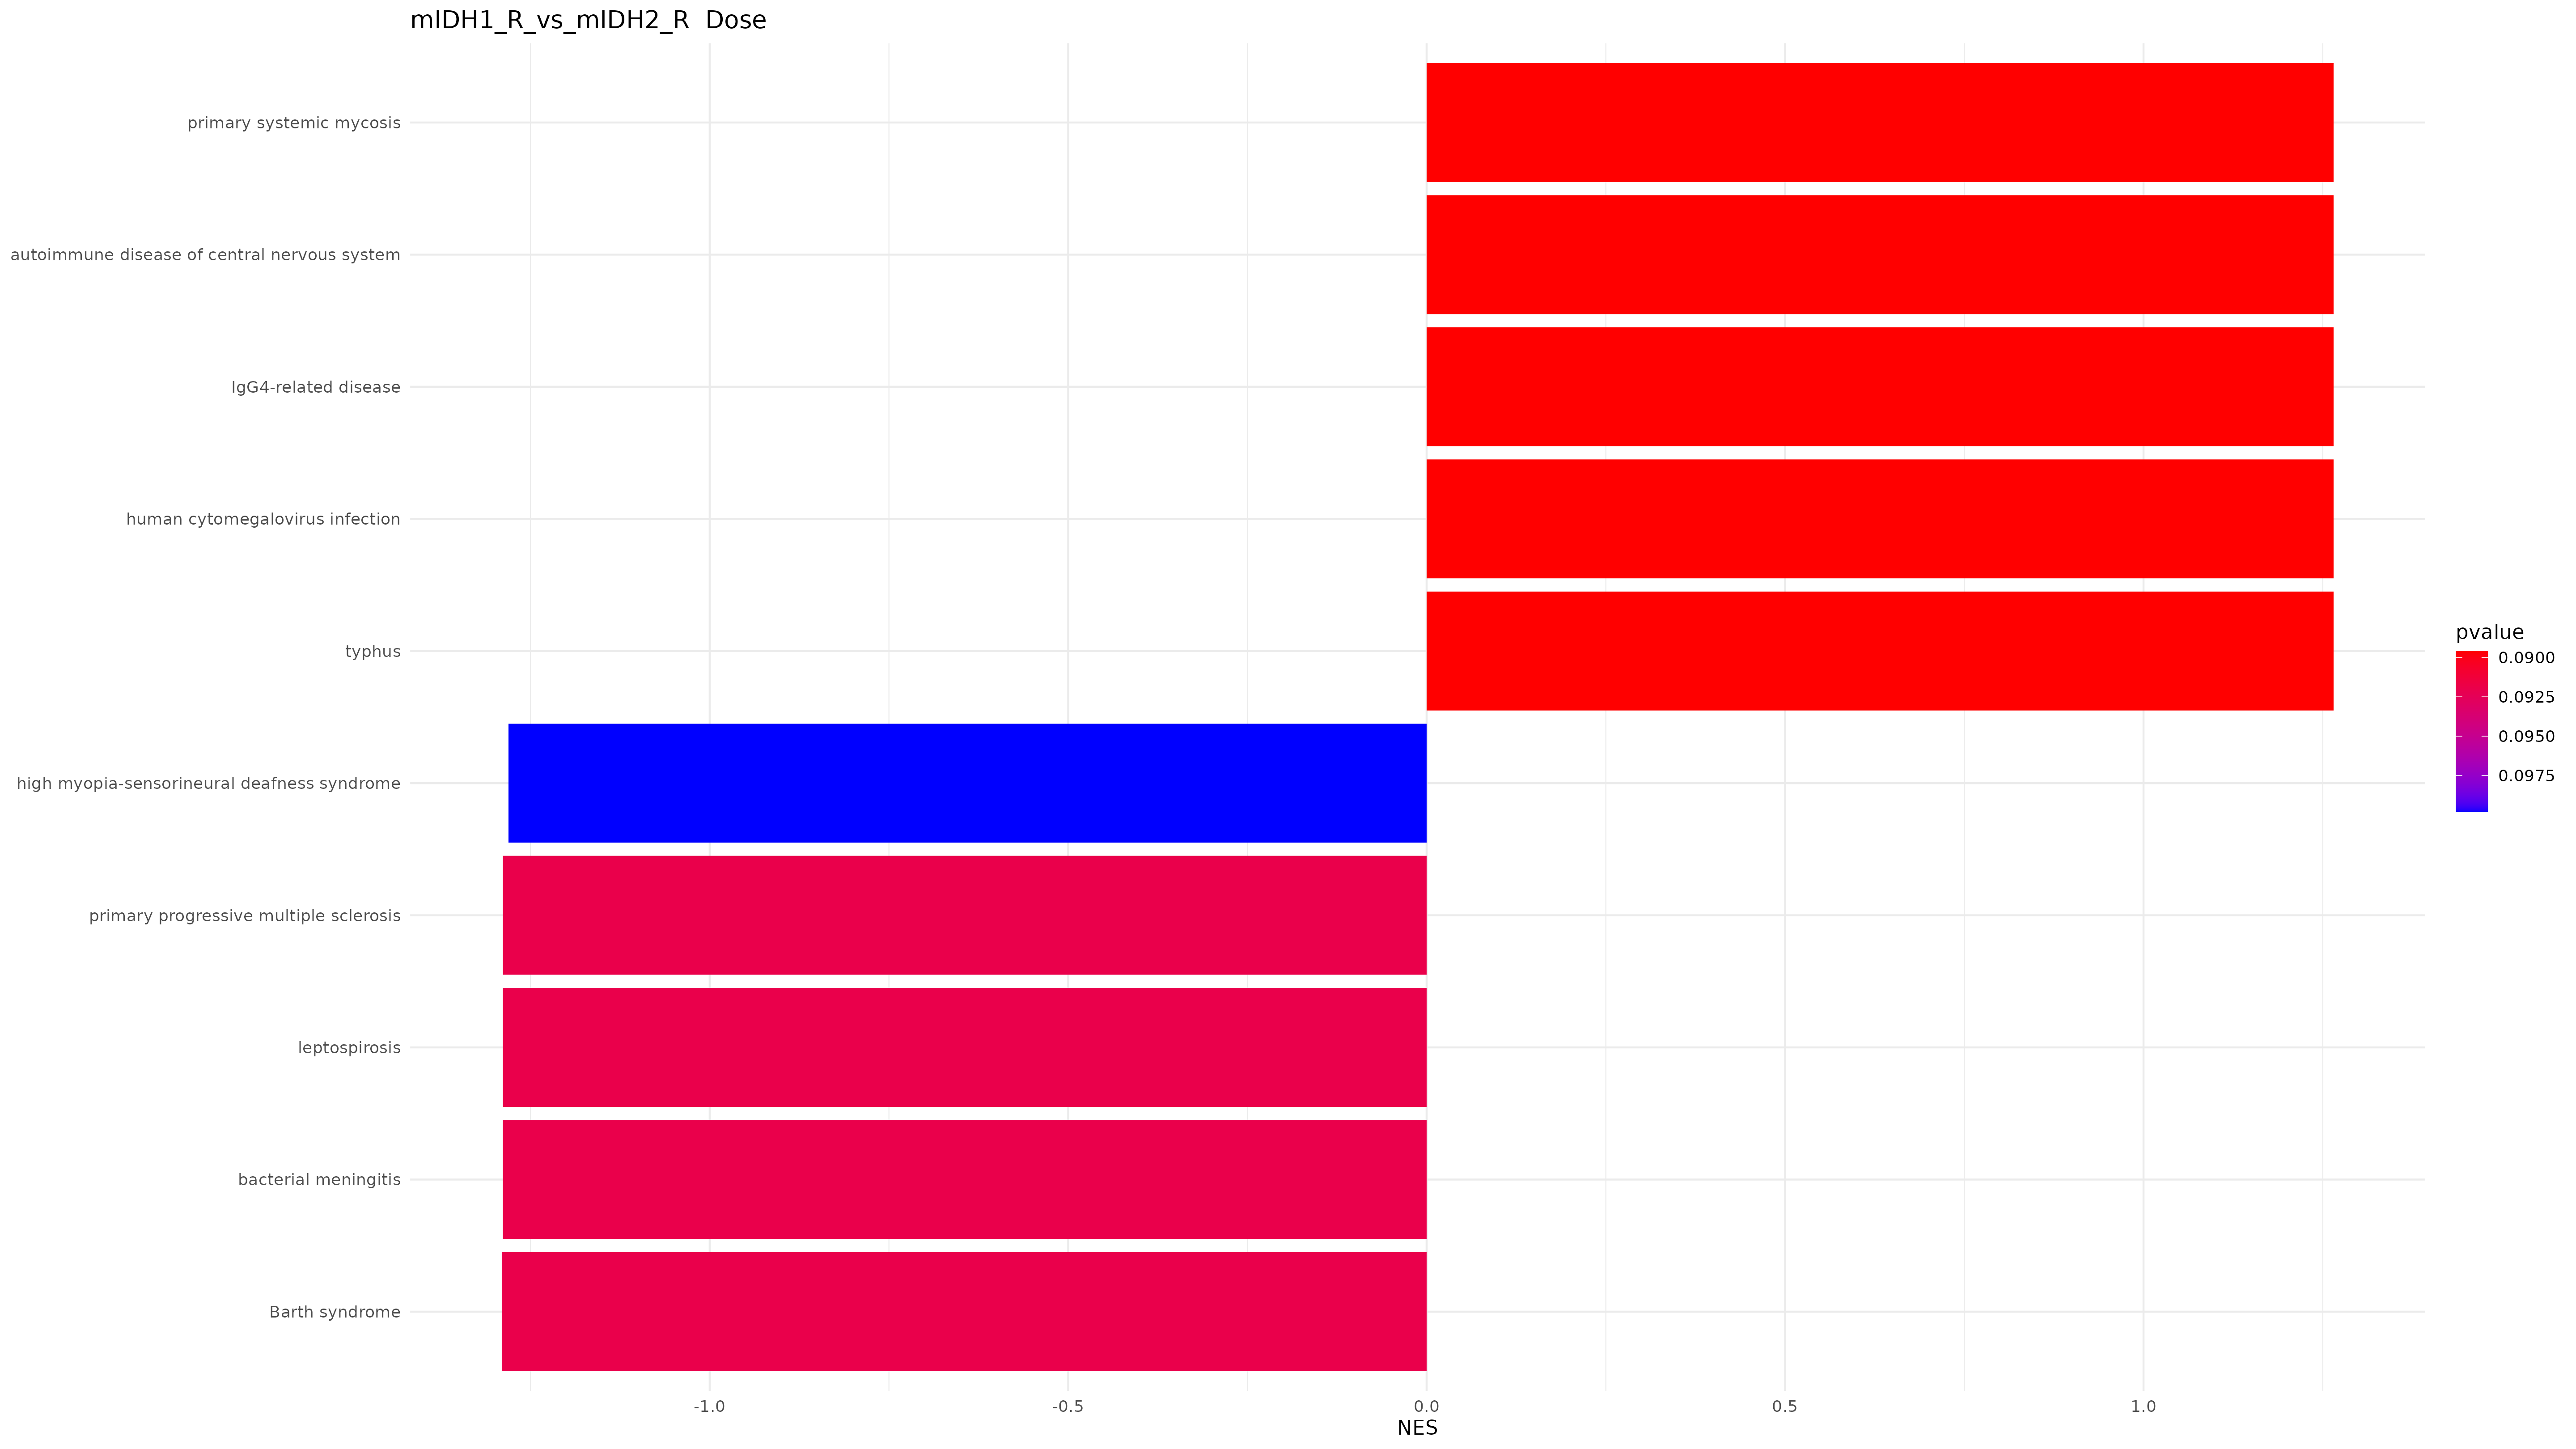 mIDH1_R_vs_mIDH2_R  Dose
primary systemic mycosis
autoimmune disease of central nervous system
IgG4-related disease
human cytomegalovirus infection
typhus
high myopia-sensorineural deafness syndrome
primary progressive multiple sclerosis
leptospirosis
bacterial meningitis
Barth syndrome
-1.0 -0.5 0.0 0.5 1.0
NES
pvalue
0.0900
0.0925
0.0950
0.0975